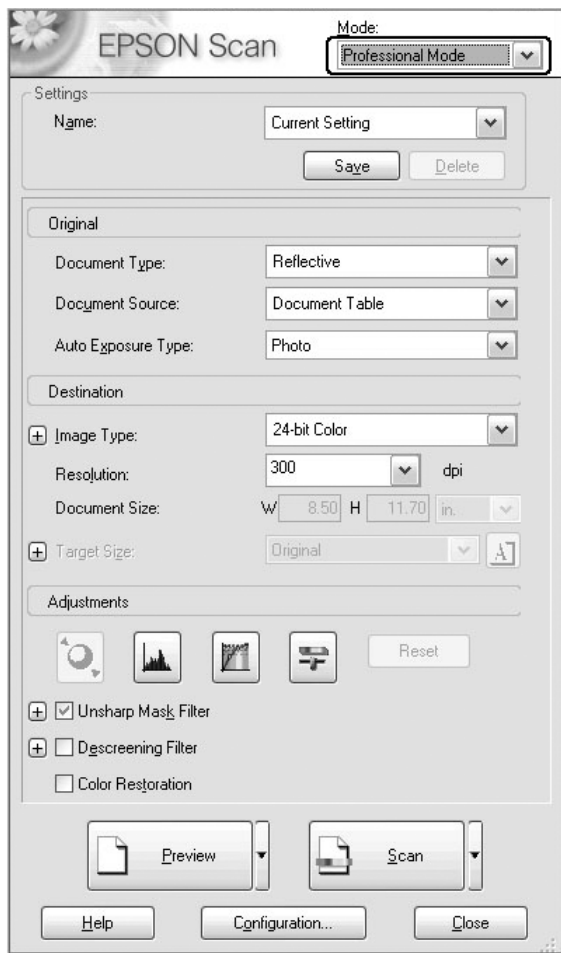 Mode:
EPSON Scan
Professional Mode
Settings
Name:
Current Setting
Save
Delete
Original
Document Type:
Reflective
Document Source:
Document Table
Auto Exposure Type:
Photo
Destination
Image Type:
24-bit Color
Resolution:
300
dpi
Document Size:
W 8.50 H 11.70 in.
Target Size:
Original
A
Adjustments
Reset
Unsharp Mask Filter
Descreening Filter
Color Restoration
Preview
Scan
Help
Configuration...
Close